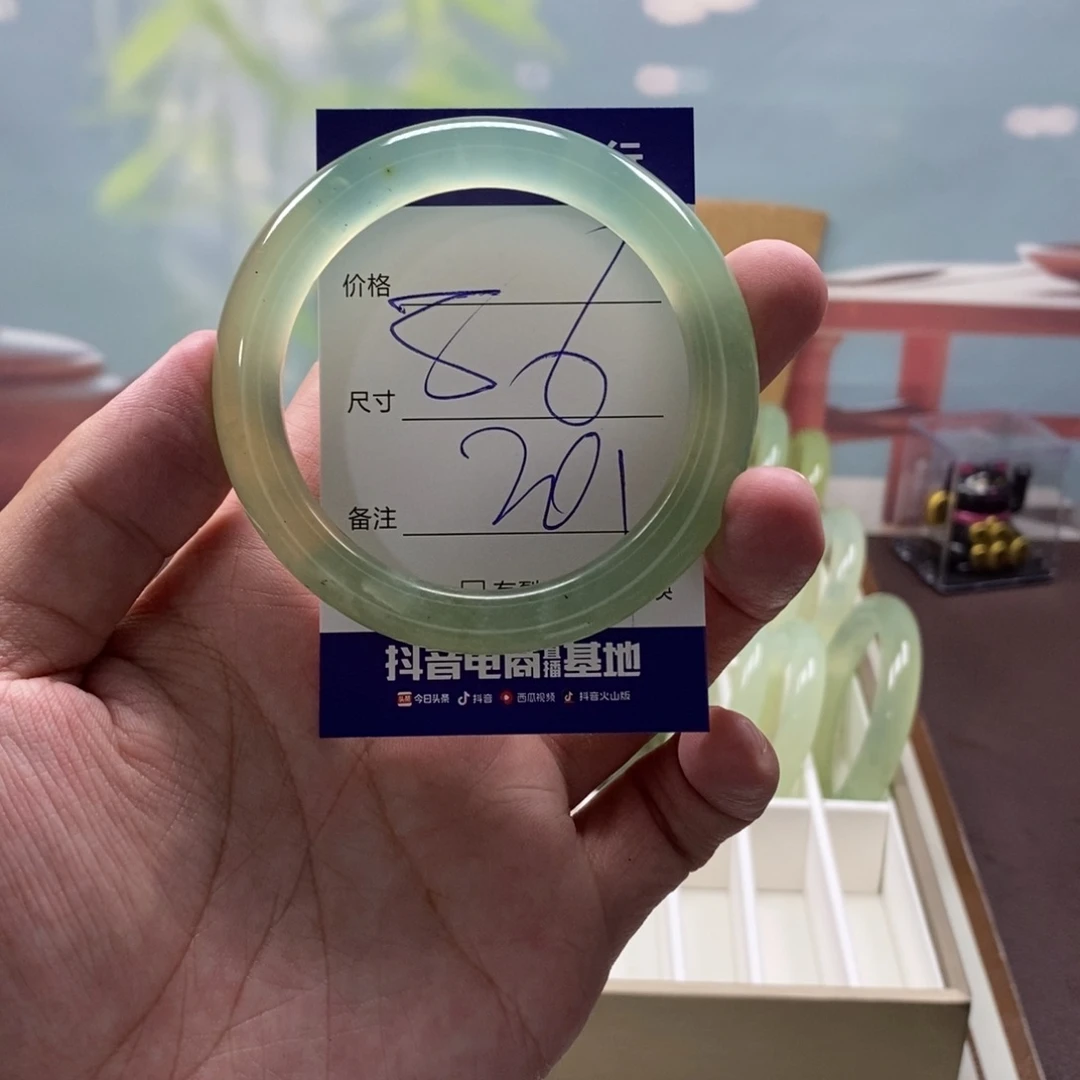 行
价格
86
尺寸
201
备注
抖音电商直播基地
今日头条 抖音 西瓜视频 抖音火山版